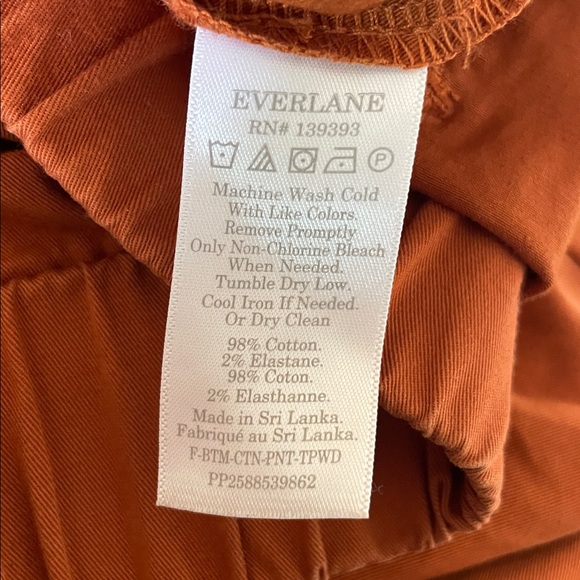 EVERLANE
RN# 139393
P
Machine Wash Cold
With Like Colors.
Remove Promptly
Only Non-Chlorine Bleach
When Needed.
Tumble Dry Low.
Cool Iron If Needed.
Or Dry Clean
98% Cotton.
2% Elastane.
98% Coton.
2% Elasthanne.
Made in Sri Lanka.
Fabriqué au Sri Lanka.
F-BTM-CTN-PNT-TPWD
PP2588539862